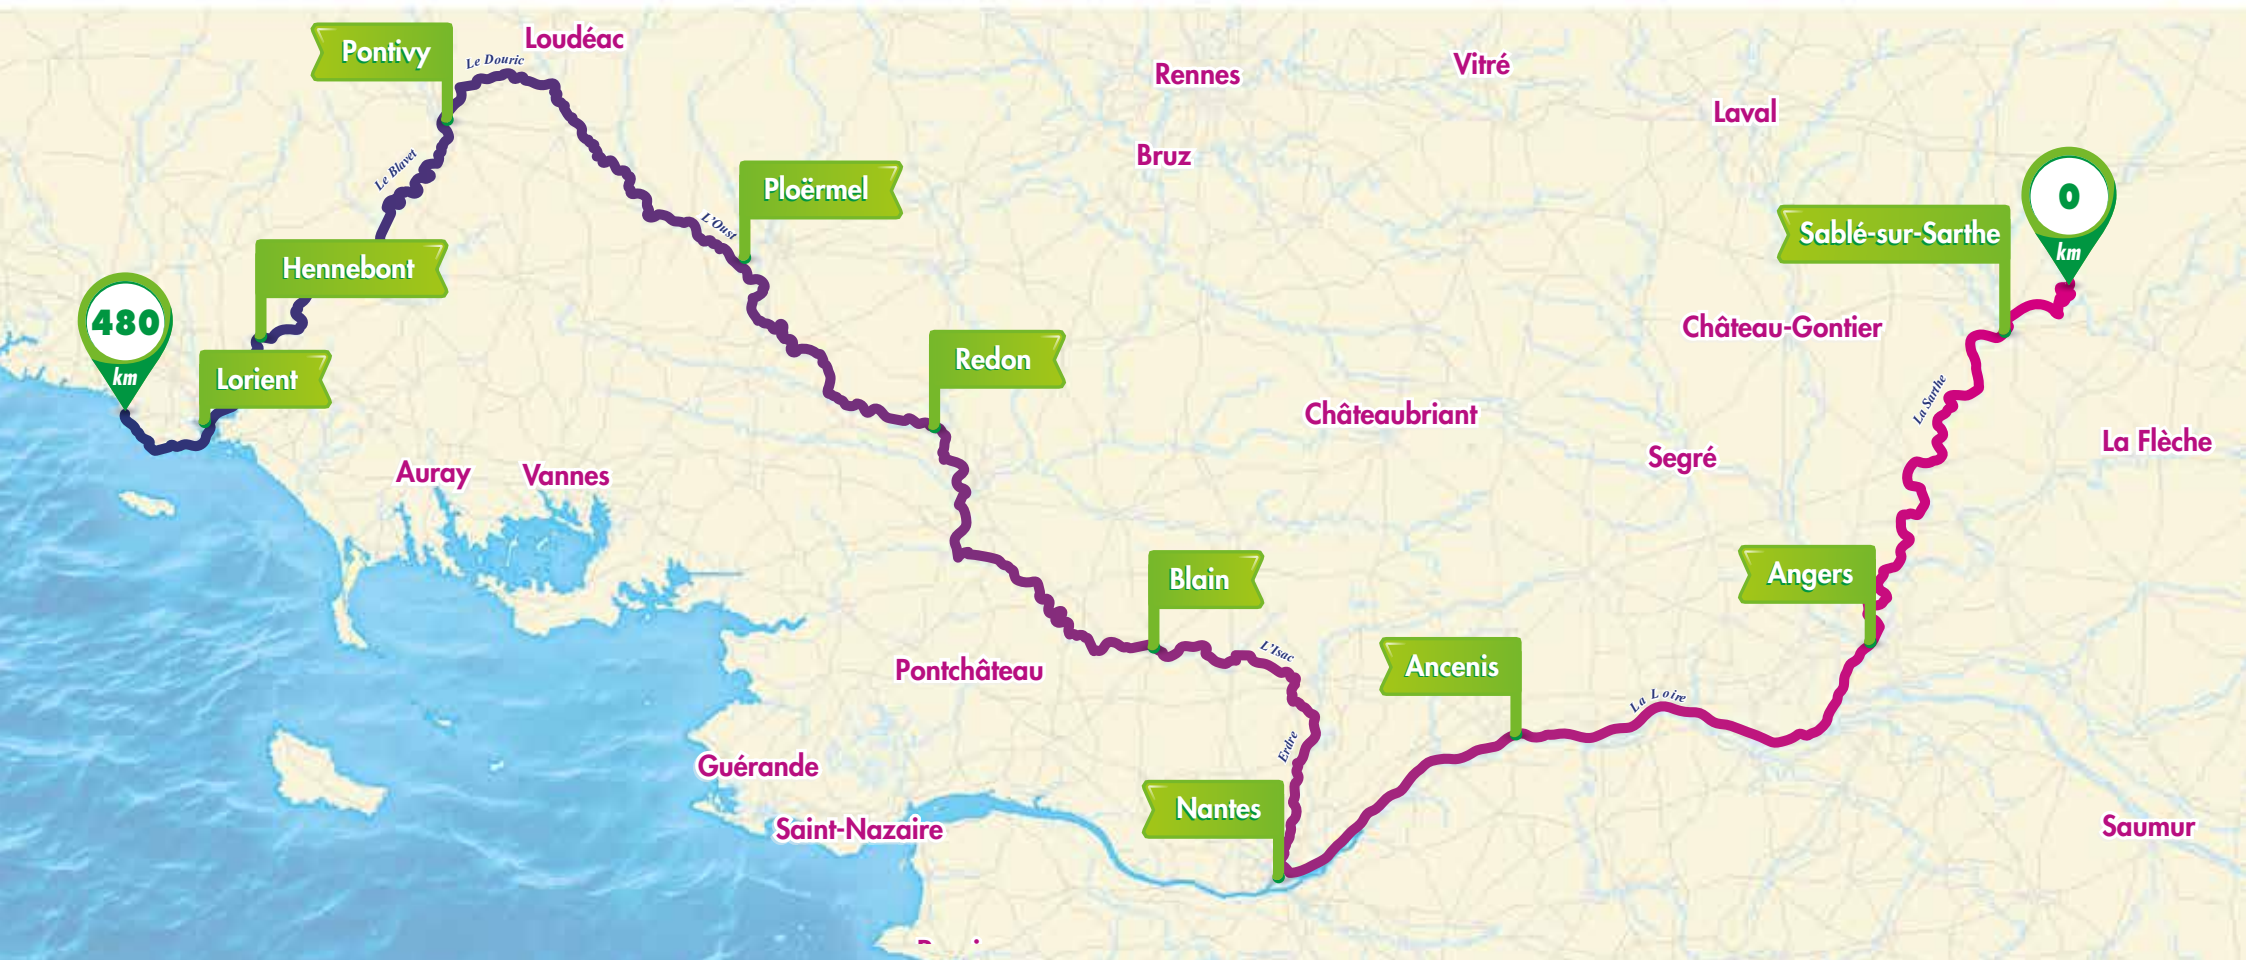 Loudéac
Pontivy
Le Douric
Vitré
Rennes
Laval
Bruz
Le Blavet
Ploërmel
0
km
L'Oust
Sablé-sur-Sarthe
Hennebont
480
km
Château-Gontier
Redon
Lorient
La Sarthe
Châteaubriant
La Flèche
Segré
Auray
Vannes
Angers
Blain
L'Isac
Ancenis
Pontchâteau
La Loire
Erdre
Guérande
Nantes
Saint-Nazaire
Saumur